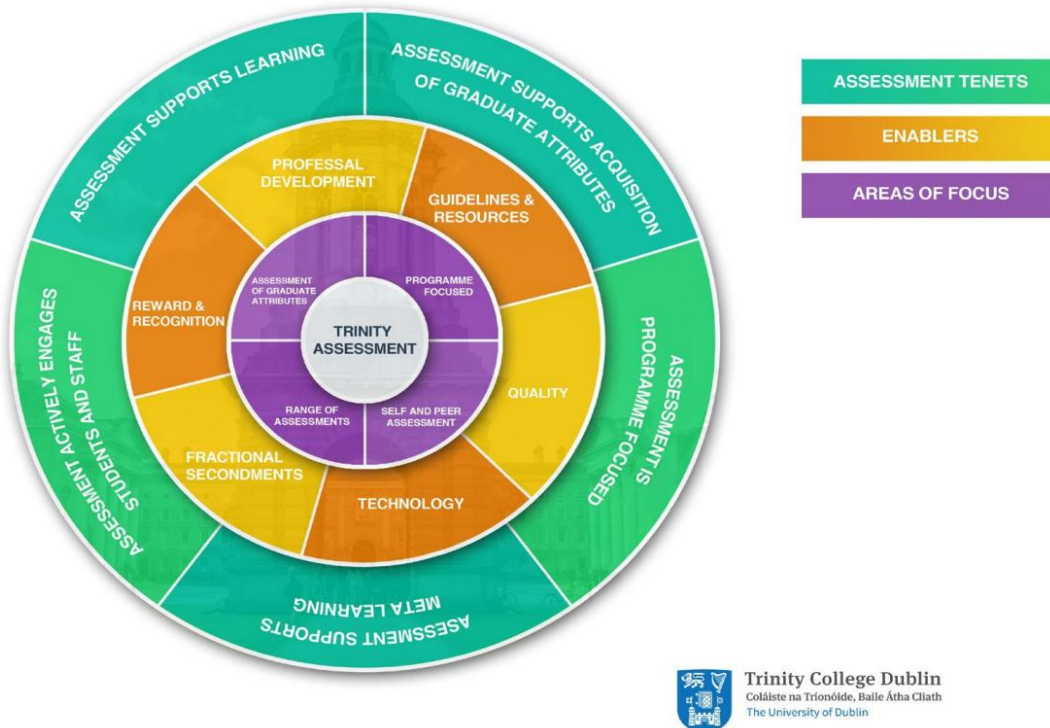 ASSESSMENT SUPPORTS LEARNING
ASSESSMENT SUPPORTS ACQUISITION
OF GRADUATE ATTRIBUTES
ASSESSMENT IS
PROGRAMME FOCUSED
ASSESSMENT SUPPORTS
META LEARNING
ASSESSMENT ACTIVELY ENGAGES
STUDENTS AND STAFF
PROFESSAL
DEVELOPMENT
GUIDELINES &
RESOURCES
QUALITY
TECHNOLOGY
FRACTIONAL
SECONDMENTS
REWARD &
RECOGNITION
ASSESSMENT
OF GRADUATE
ATTRIBUTES
PROGRAMME
FOCUSED
SELF AND PEER
ASSESSMENT
RANGE OF
ASSESSMENTS
TRINITY
ASSESSMENT
ASSESSMENT TENETS
ENABLERS
AREAS OF FOCUS
Trinity College Dublin
Coláiste na Tríonóide, Baile Átha Cliath
The University of Dublin